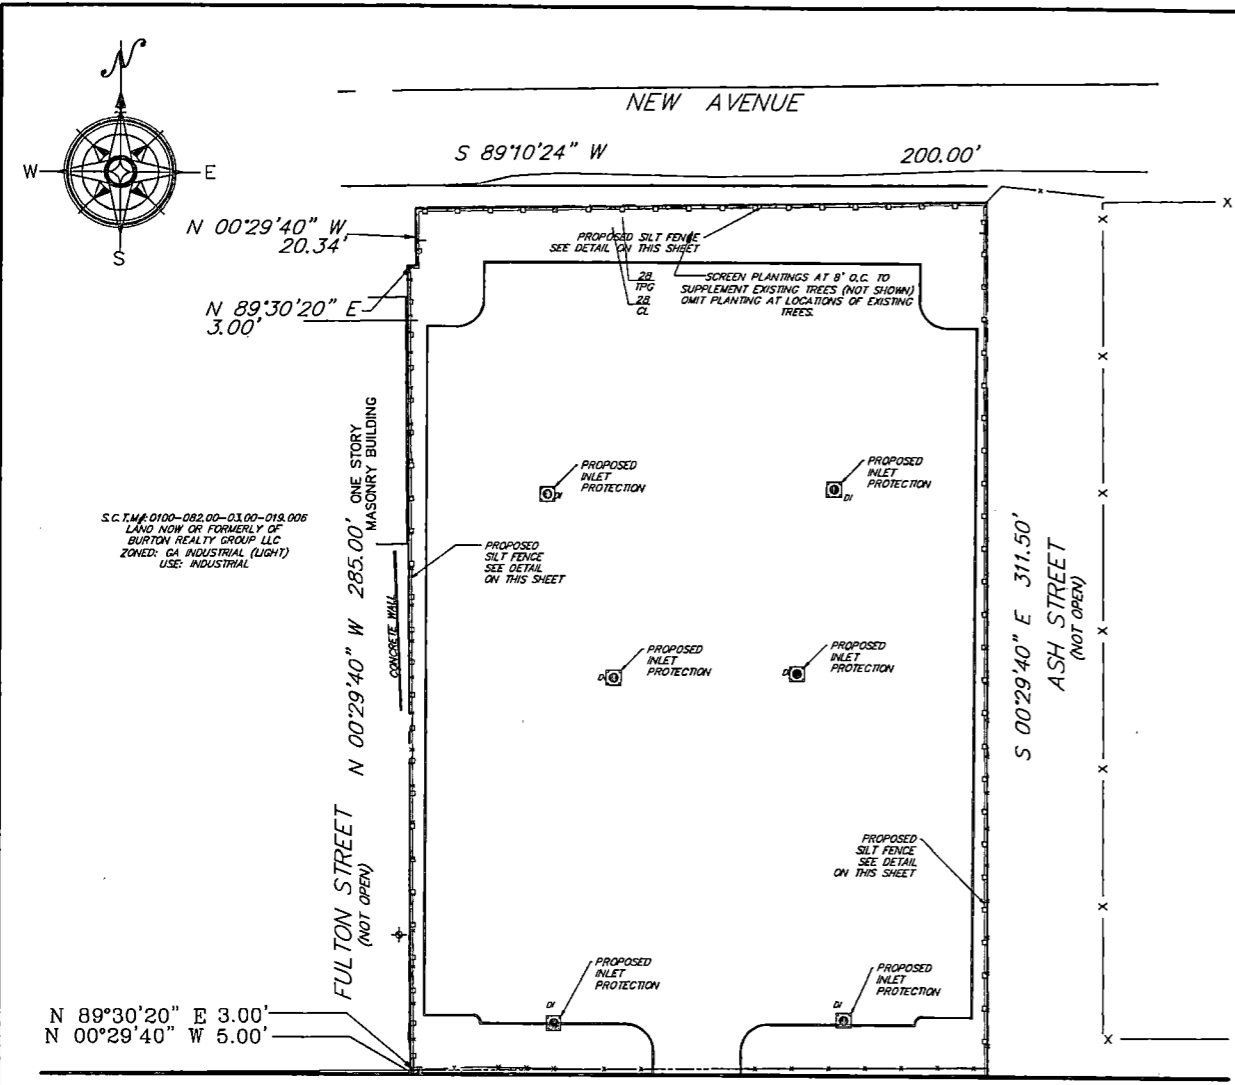 N
W
E
S
NEW AVENUE
S 89°10'24" W
200.00'
N 00°29'40" W
20.34'
N 89°30'20" E
3.00'
PROPOSED SILT FENCE
SEE DETAIL ON THIS SHEET
28
TPG
28
CL
SCREEN PLANTINGS AT 8' O.C. TO
SUPPLEMENT EXISTING TREES (NOT SHOWN)
OMIT PLANTING AT LOCATIONS OF EXISTING
TREES.
ONE STORY
MASONRY BUILDING
PROPOSED
INLET
PROTECTION
DI
PROPOSED
INLET
PROTECTION
DI
S.C.T.M#: 0100-082.00-03.00-019.006
LAND NOW OR FORMERLY OF
BURTON REALTY GROUP LLC
ZONED: GA INDUSTRIAL (LIGHT)
USE: INDUSTRIAL
PROPOSED
SILT FENCE
SEE DETAIL
ON THIS SHEET
N 00°29'40" W 285.00'
CONCRETE WALL
S 00°29'40" E 311.50'
ASH STREET
(NOT OPEN)
PROPOSED
INLET
PROTECTION
DI
PROPOSED
INLET
PROTECTION
DI
FULTON STREET
(NOT OPEN)
PROPOSED
SILT FENCE
SEE DETAIL
ON THIS SHEET
PROPOSED
INLET
PROTECTION
DI
PROPOSED
INLET
PROTECTION
DI
N 89°30'20" E 3.00'
N 00°29'40" W 5.00'